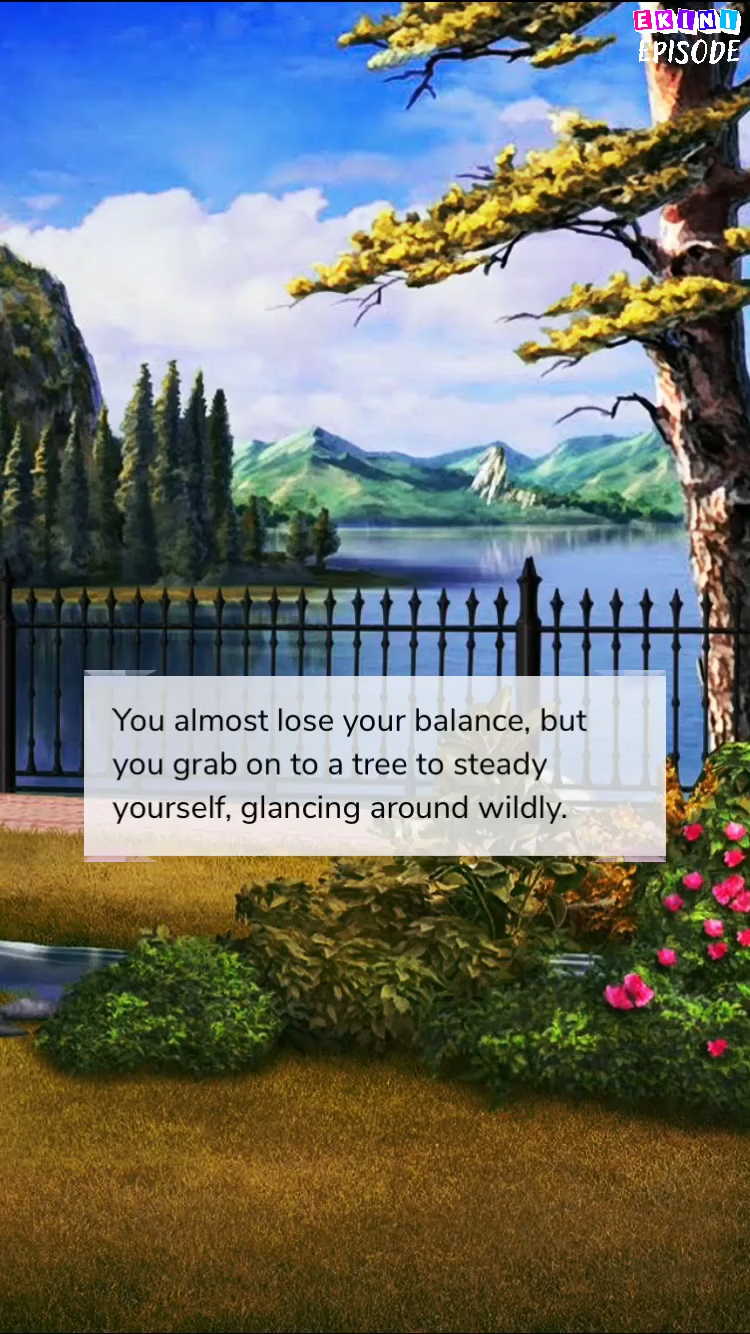 EKINI
EPISODE
You almost lose your balance, but
you grab on to a tree to steady
yourself, glancing around wildly.